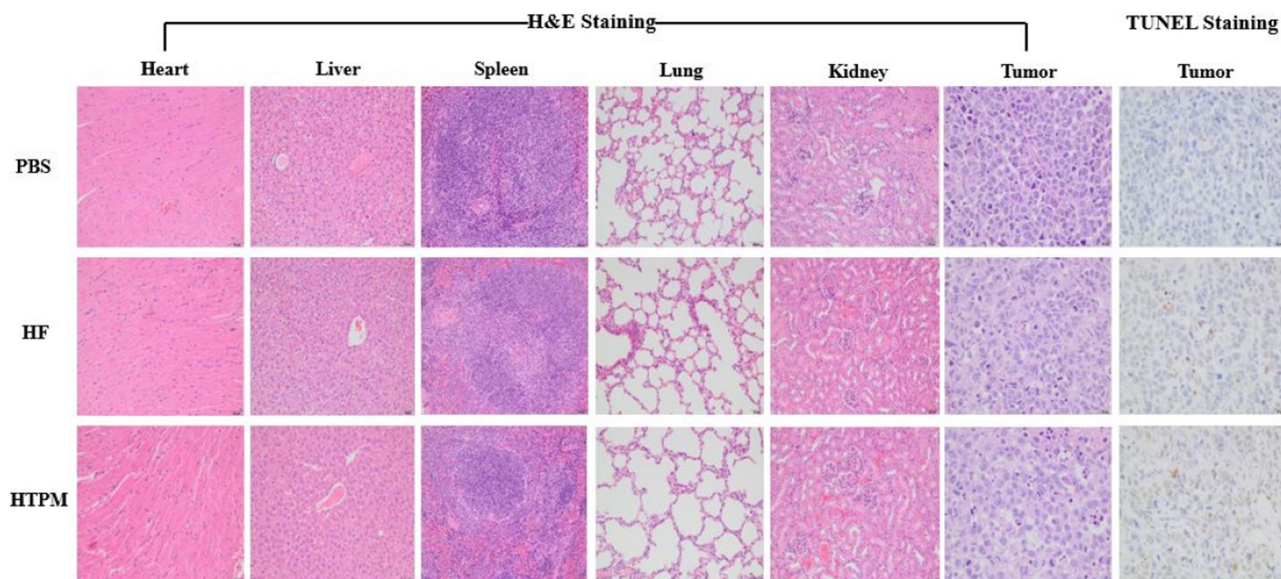 H&E Staining
TUNEL Staining
Heart
Liver
Spleen
Lung
Kidney
Tumor
Tumor
PBS
HF
HTPM